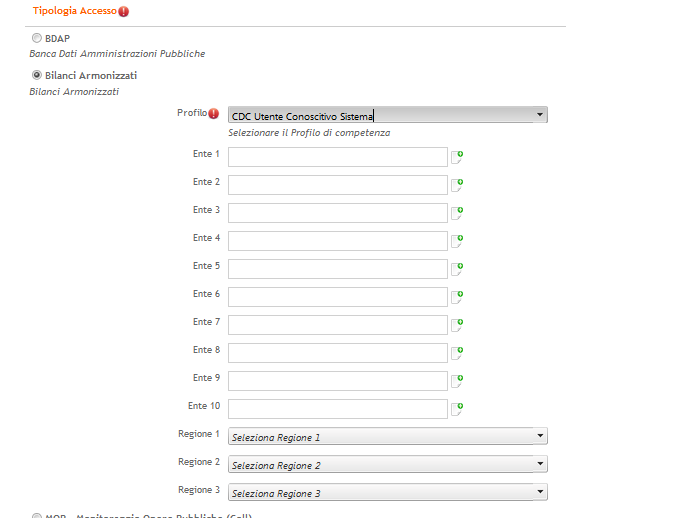 Tipologia Accesso
BDAP
Banca Dati Amministrazioni Pubbliche
Bilanci Armonizzati
Bilanci Armonizzati
Profilo CDC Utente Conoscitivo Sistema
Selezionare il Profilo di competenza
Ente 1
Ente 2
Ente 3
Ente 4
Ente 5
Ente 6
Ente 7
Ente 8
Ente 9
Ente 10
Regione 1 Seleziona Regione 1
Regione 2 Seleziona Regione 2
Regione 3 Seleziona Regione 3
MOP - Monitoraggio Opere Pubbliche